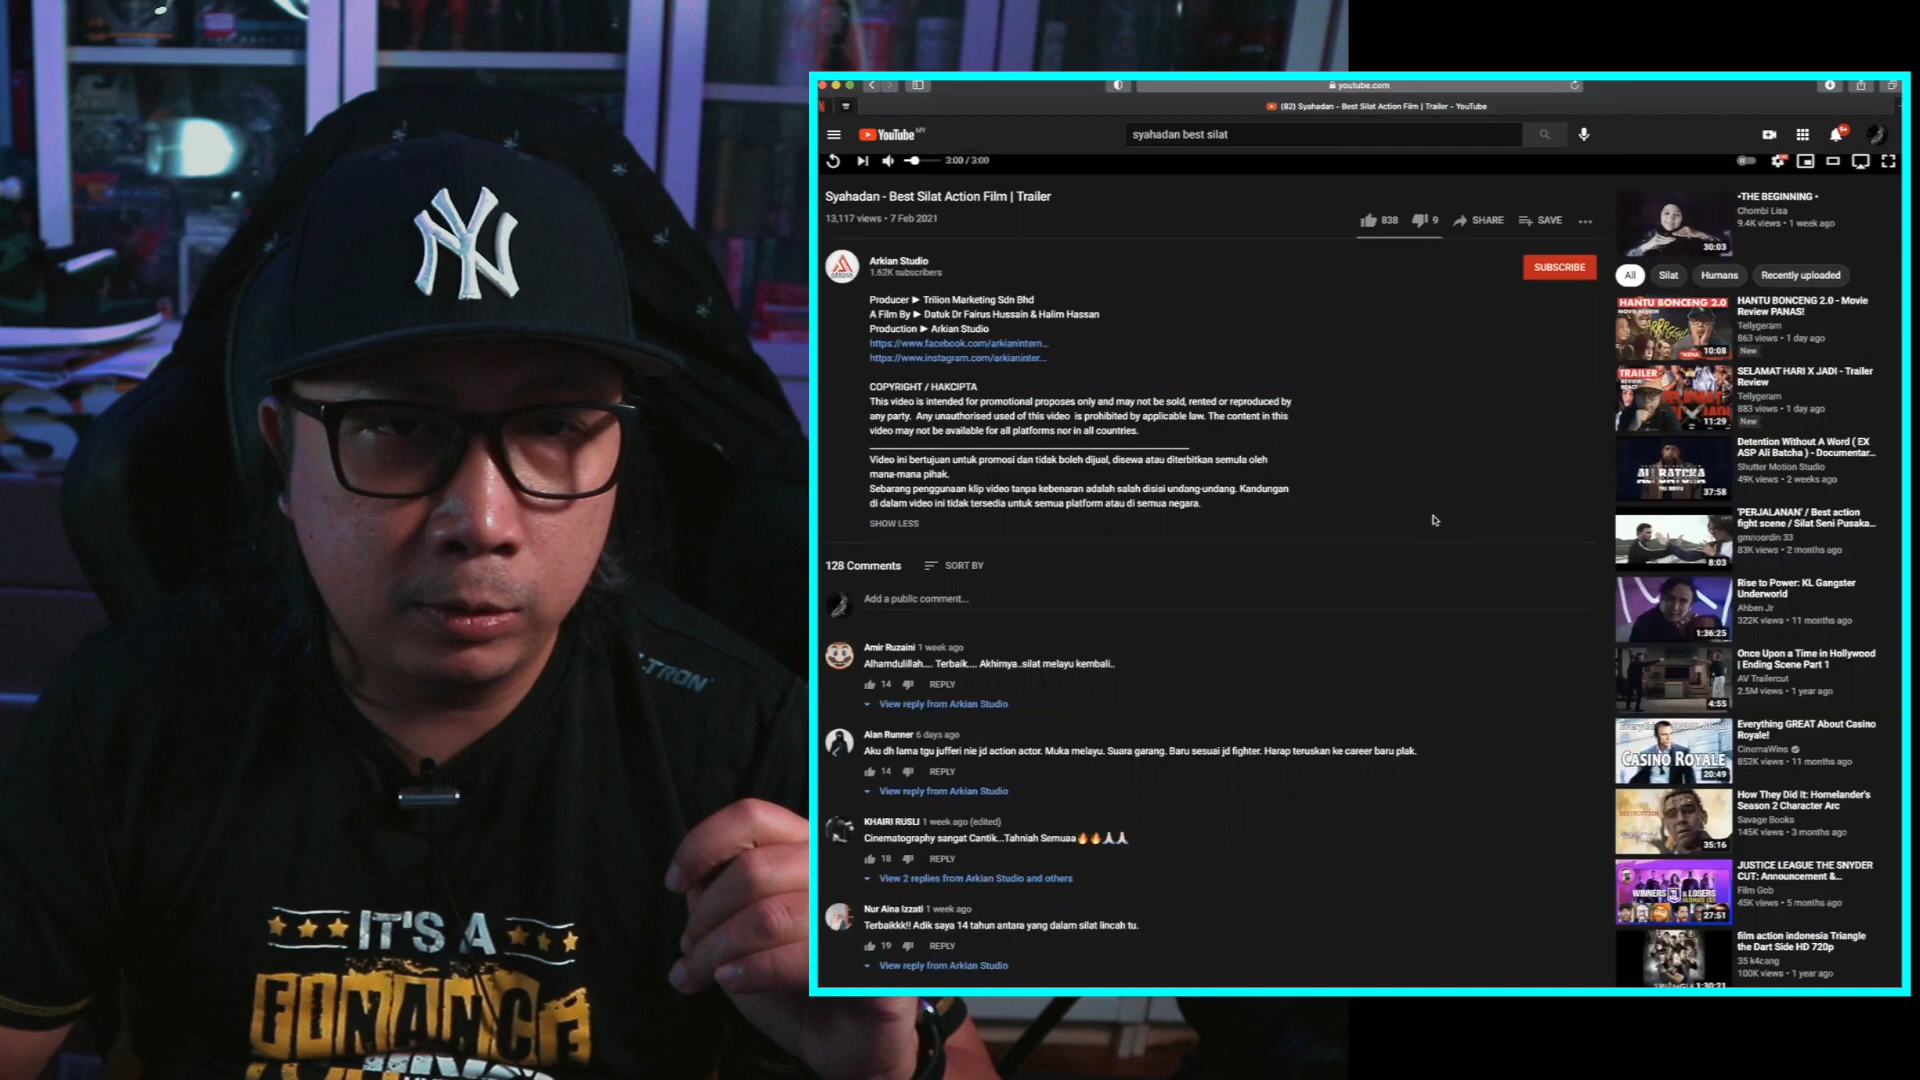 NY
-TRON
IT'S A
FINANCE
youtube.com
(82) Syahadan - Best Silat Action Film | Trailer - YouTube
YouTube MY
syahadan best silat
9+
3:00 / 3:00
Syahadan - Best Silat Action Film | Trailer
13,117 views • 7 Feb 2021
838
9
SHARE
SAVE
Arkian Studio
1.62K subscribers
SUBSCRIBE
Producer ► Trilion Marketing Sdn Bhd
A Film By ► Datuk Dr Fairus Hussain & Halim Hassan
Production ► Arkian Studio
https://www.facebook.com/arkianintern...
https://www.instagram.com/arkianinter...
COPYRIGHT / HAKCIPTA
This video is intended for promotional proposes only and may not be sold, rented or reproduced by
any party. Any unauthorised used of this video is prohibited by applicable law. The content in this
video may not be available for all platforms nor in all countries.
Video ini bertujuan untuk promosi dan tidak boleh dijual, disewa atau diterbitkan semula oleh
mana-mana pihak.
Sebarang penggunaan klip video tanpa kebenaran adalah salah disisi undang-undang. Kandungan
di dalam video ini tidak tersedia untuk semua platform atau di semua negara.
SHOW LESS
128 Comments
SORT BY
Add a public comment...
Amir Ruzaini 1 week ago
Alhamdulillah.... Terbaik.... Akhirnya..silat melayu kembali..
14
REPLY
View reply from Arkian Studio
Alan Runner 6 days ago
Aku dh lama tgu jufferi nie jd action actor. Muka melayu. Suara garang. Baru sesuai jd fighter. Harap teruskan ke career baru plak.
14
REPLY
View reply from Arkian Studio
KHAIRI RUSLI 1 week ago (edited)
Cinematography sangat Cantik...Tahniah Semuaa🔥🔥🙏🙏
18
REPLY
View 2 replies from Arkian Studio and others
Nur Aina Izzati 1 week ago
Terbaikkk!! Adik saya 14 tahun antara yang dalam silat lincah tu.
19
REPLY
View reply from Arkian Studio
•THE BEGINNING •
Chombi Lisa
9.4K views • 1 week ago
30:03
All
Silat
Humans
Recently uploaded
HANTU BONCENG 2.0
10:08
HANTU BONCENG 2.0 - Movie
Review PANAS!
Tellygeram
863 views • 1 day ago
New
TRAILER
11:29
SELAMAT HARI X JADI - Trailer
Review
Tellygeram
883 views • 1 day ago
New
ALI BATCHA
37:58
Detention Without A Word ( EX
ASP Ali Batcha ) - Documentar...
Shutter Motion Studio
49K views • 2 weeks ago
8:03
'PERJALANAN' / Best action
fight scene / Silat Seni Pusaka...
gmnoordin 33
83K views • 2 months ago
1:36:25
Rise to Power: KL Gangster
Underworld
Ahben Jr
322K views • 11 months ago
4:55
Once Upon a Time in Hollywood
| Ending Scene Part 1
AV Trailercut
2.5M views • 1 year ago
CASINO ROYALE
20:49
Everything GREAT About Casino
Royale!
CinemaWins
852K views • 11 months ago
35:16
How They Did It: Homelander's
Season 2 Character Arc
Savage Books
145K views • 3 months ago
WINNERS & LOSERS
27:51
JUSTICE LEAGUE THE SNYDER
CUT: Announcement &...
Film Gob
45K views • 5 months ago
1:30:21
film action indonesia Triangle
the Dart Side HD 720p
35 k4cang
100K views • 1 year ago